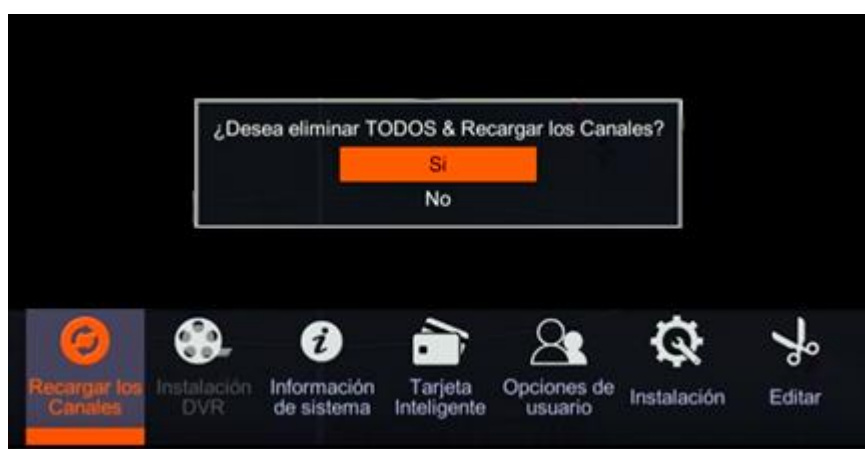 ¿Desea eliminar TODOS & Recargar los Canales?
Si
No
Recargar los
Canales
Instalación
DVR
Información
de sistema
Tarjeta
Inteligente
Opciones de
usuario
Instalación
Editar